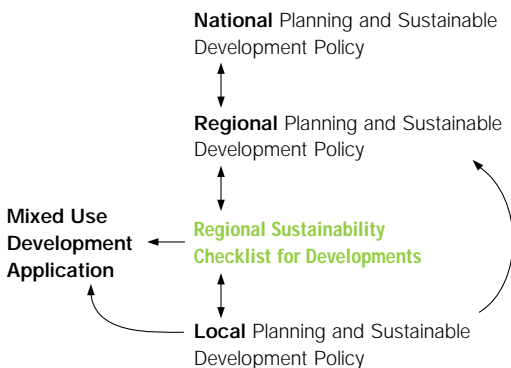 National Planning and Sustainable
Development Policy
Regional Planning and Sustainable
Development Policy
Mixed Use
Development
Application
Regional Sustainability
Checklist for Developments
Local Planning and Sustainable
Development Policy